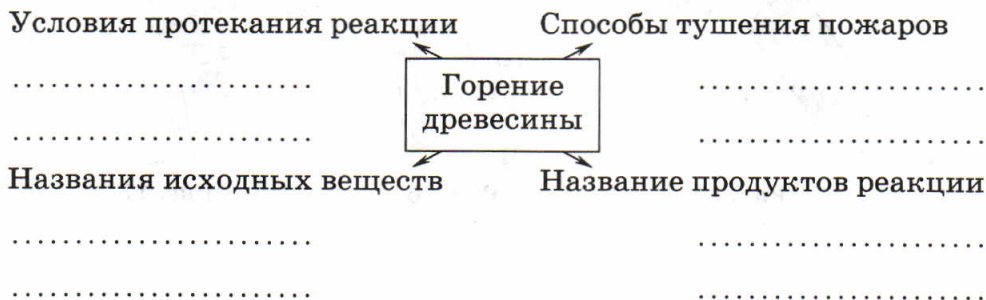 Условия протекания реакции
Способы тушения пожаров
Горение
древесины
Названия исходных веществ
Название продуктов реакции